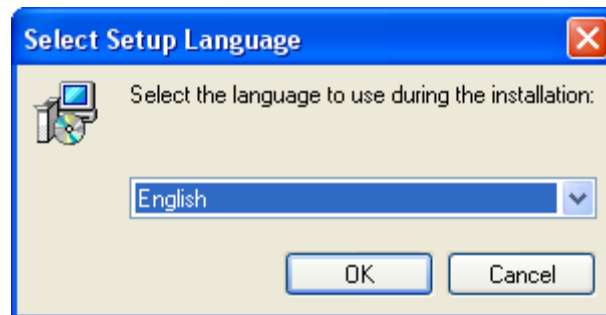 Select Setup Language
Select the language to use during the installation:
English
OK
Cancel